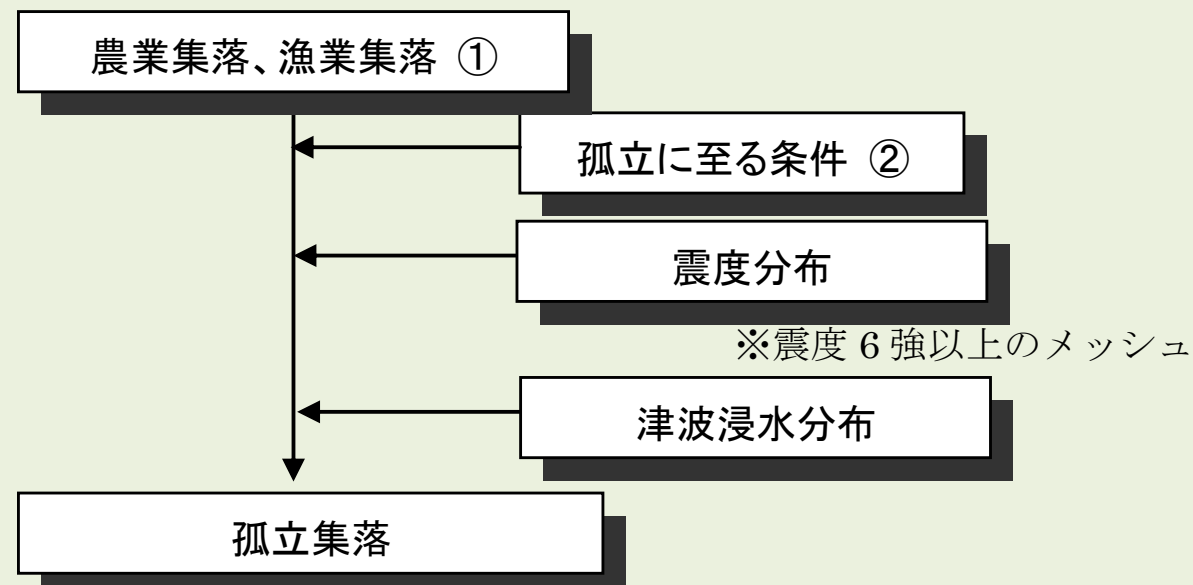 農業集落、漁業集落 ①
孤立に至る条件 ②
震度分布
※震度 6 強以上のメッシュ
津波浸水分布
孤立集落